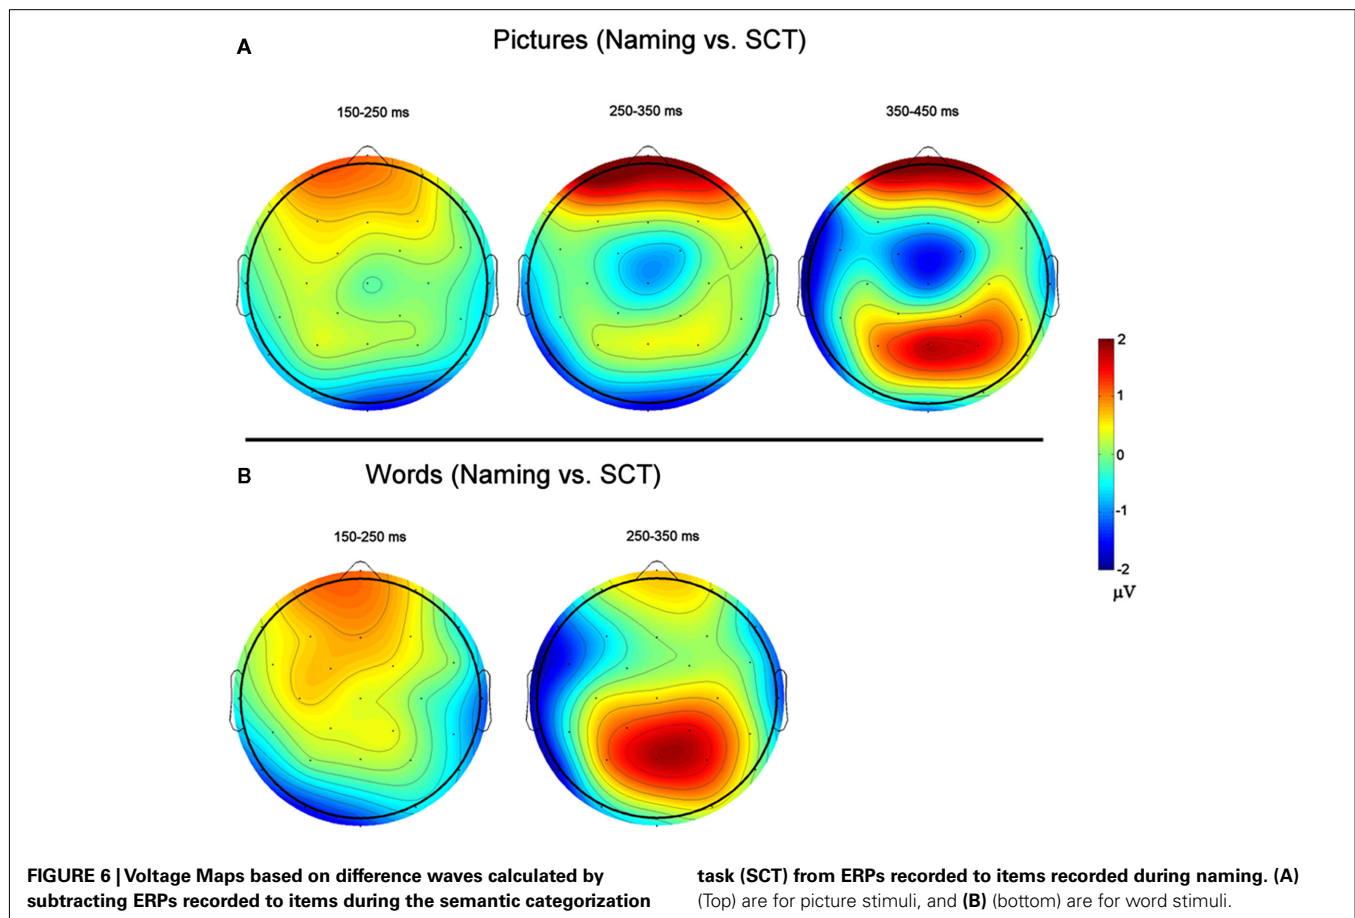 A
Pictures (Naming vs. SCT)
150-250 ms
250-350 ms
350-450 ms
2
1
0
-1
-2
µV
B
Words (Naming vs. SCT)
150-250 ms
250-350 ms
FIGURE 6 | Voltage Maps based on difference waves calculated by
subtracting ERPs recorded to items during the semantic categorization
task (SCT) from ERPs recorded to items recorded during naming. (A)
(Top) are for picture stimuli, and (B) (bottom) are for word stimuli.